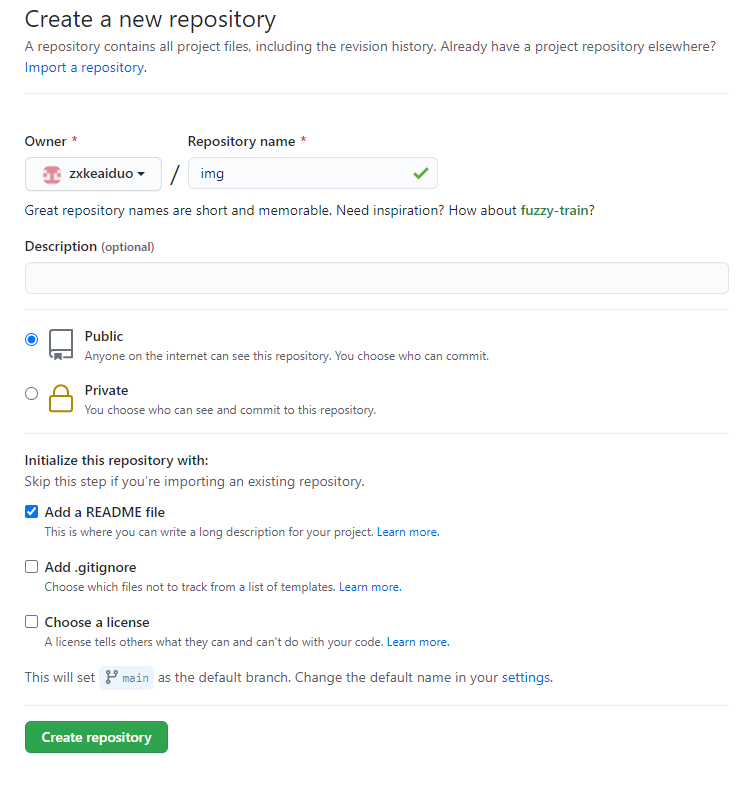 Create a new repository
A repository contains all project files, including the revision history. Already have a project repository elsewhere?
Import a repository.
Owner * Repository name *
zxkeaiduo / img
Great repository names are short and memorable. Need inspiration? How about fuzzy-train?
Description (optional)
Public
Anyone on the internet can see this repository. You choose who can commit.
Private
You choose who can see and commit to this repository.
Initialize this repository with:
Skip this step if you're importing an existing repository.
Add a README file
This is where you can write a long description for your project. Learn more.
Add .gitignore
Choose which files not to track from a list of templates. Learn more.
Choose a license
A license tells others what they can and can't do with your code. Learn more.
This will set main as the default branch. Change the default name in your settings.
Create repository